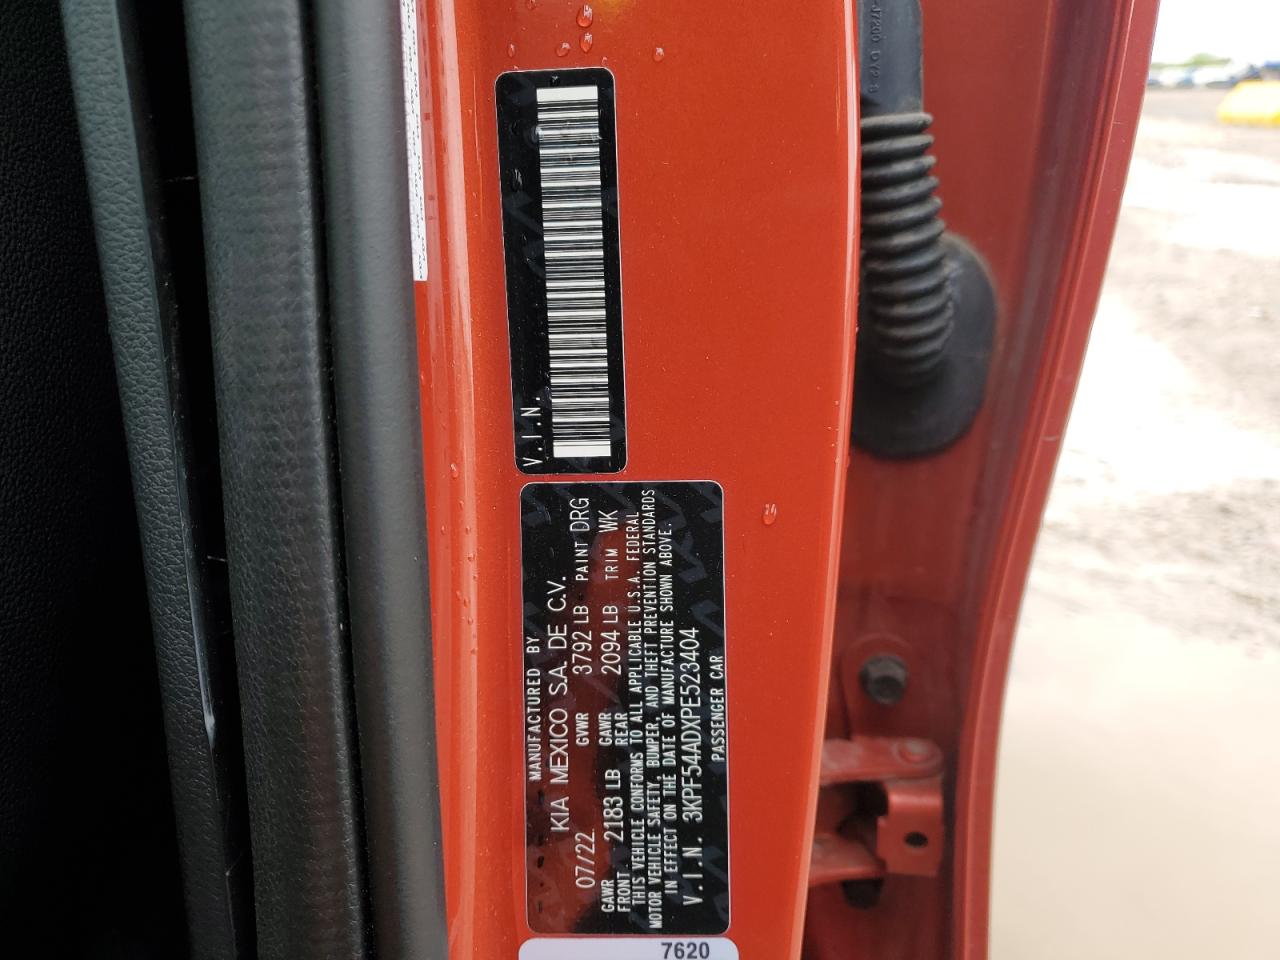 V.I.N.
MANUFACTURED BY
KIA MEXICO S.A. DE C.V.
07/22 GVWR 3792 LB PAINT DRG
GAWR FRONT 2183 LB GAWR REAR 2094 LB TRIM WK
THIS VEHICLE CONFORMS TO ALL APPLICABLE U.S.A. FEDERAL
MOTOR VEHICLE SAFETY, BUMPER, AND THEFT PREVENTION STANDARDS
IN EFFECT ON THE DATE OF MANUFACTURE SHOWN ABOVE.
V.I.N. 3KPF54ADXPE523404
PASSENGER CAR
7620